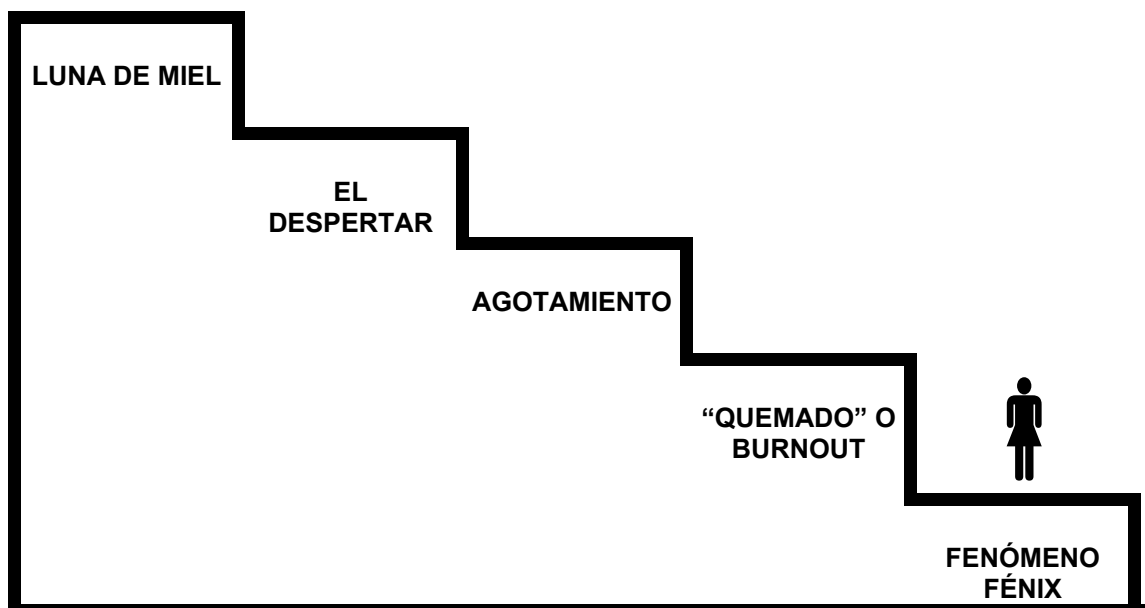 LUNA DE MIEL
EL
DESPERTAR
AGOTAMIENTO
“QUEMADO” O
BURNOUT
FENÓMENO
FÉNIX